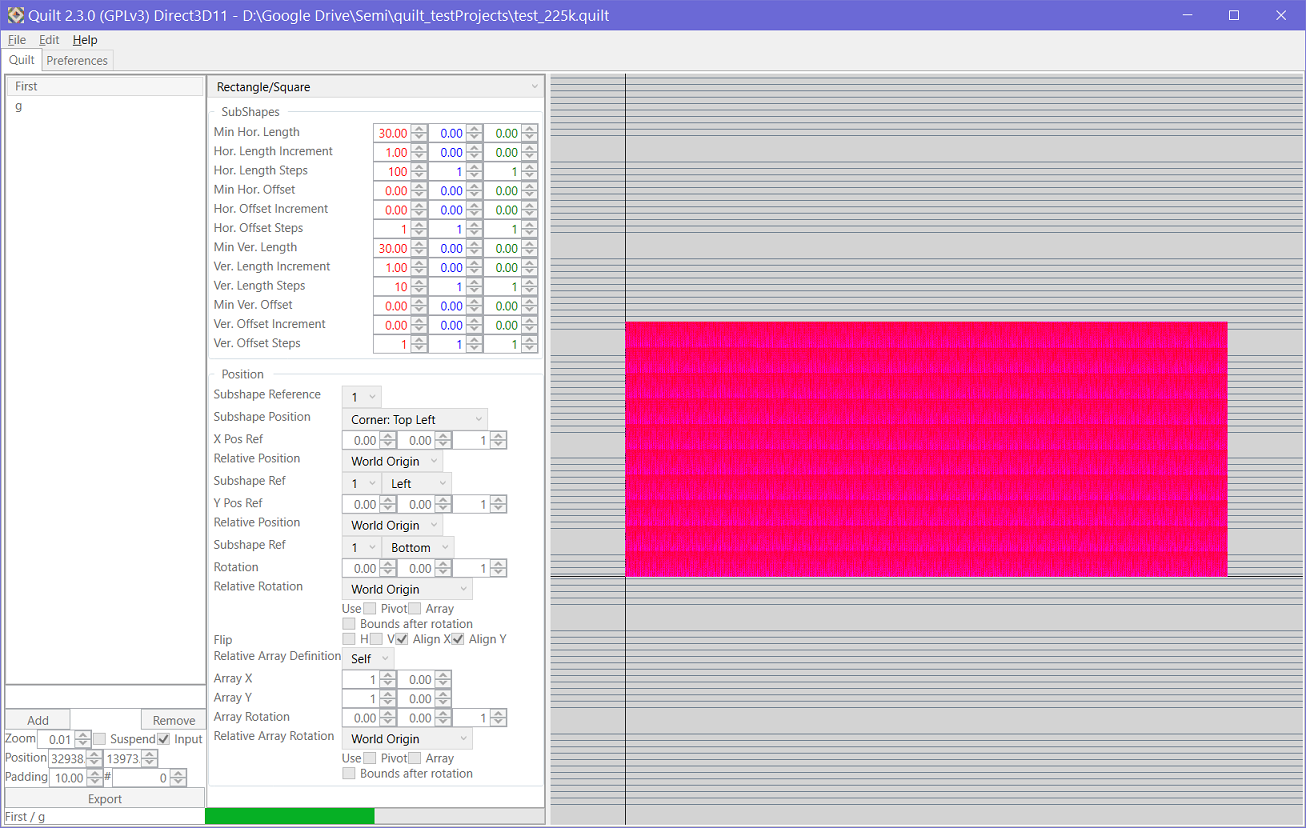 Quilt 2.3.0 (GPLv3) Direct3D11 - D:\Google Drive\Semi\quilt_testProjects\test_225k.quilt
File Edit Help
Quilt Preferences
First
g
Rectangle/Square
SubShapes
Min Hor. Length 30.00 0.00 0.00
Hor. Length Increment 1.00 0.00 0.00
Hor. Length Steps 100 1 1
Min Hor. Offset 0.00 0.00 0.00
Hor. Offset Increment 0.00 0.00 0.00
Hor. Offset Steps 1 1 1
Min Ver. Length 30.00 0.00 0.00
Ver. Length Increment 1.00 0.00 0.00
Ver. Length Steps 10 1 1
Min Ver. Offset 0.00 0.00 0.00
Ver. Offset Increment 0.00 0.00 0.00
Ver. Offset Steps 1 1 1
Position
Subshape Reference 1
Subshape Position Corner: Top Left
X Pos Ref 0.00 0.00 1
Relative Position World Origin
Subshape Ref 1 Left
Y Pos Ref 0.00 0.00 1
Relative Position World Origin
Subshape Ref 1 Bottom
Rotation 0.00 0.00 1
Relative Rotation World Origin
Use Pivot Array
Bounds after rotation
Flip H V Align X Align Y
Relative Array Definition Self
Array X 1 0.00
Array Y 1 0.00
Array Rotation 0.00 0.00 1
Relative Array Rotation World Origin
Use Pivot Array
Bounds after rotation
Add Remove
Zoom 0.01 Suspend Input
Position 32938. 13973.
Padding 10.00 # 0
Export
First / g